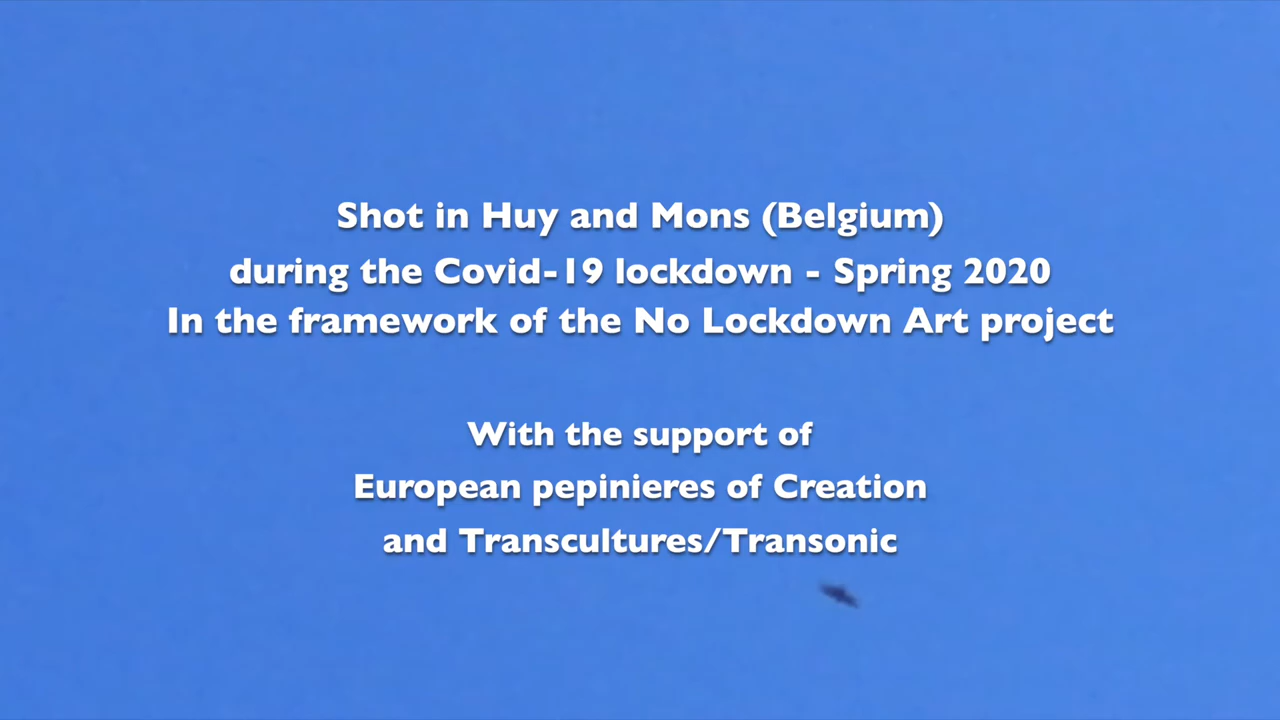 Shot in Huy and Mons (Belgium)
during the Covid-19 lockdown - Spring 2020
In the framework of the No Lockdown Art project
With the support of
European pepinieres of Creation
and Transcultures/Transonic